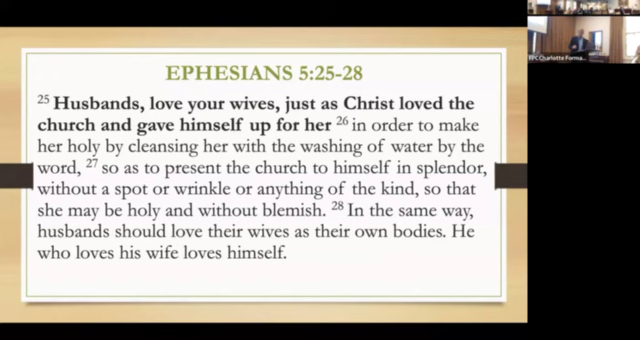 EPHESIANS 5:25-28
25 Husbands, love your wives, just as Christ loved the
church and gave himself up for her 26 in order to make
her holy by cleansing her with the washing of water by the
word, 27 so as to present the church to himself in splendor,
without a spot or wrinkle or anything of the kind, so that
she may be holy and without blemish. 28 In the same way,
husbands should love their wives as their own bodies. He
who loves his wife loves himself.
EPC Charlotte Forma...